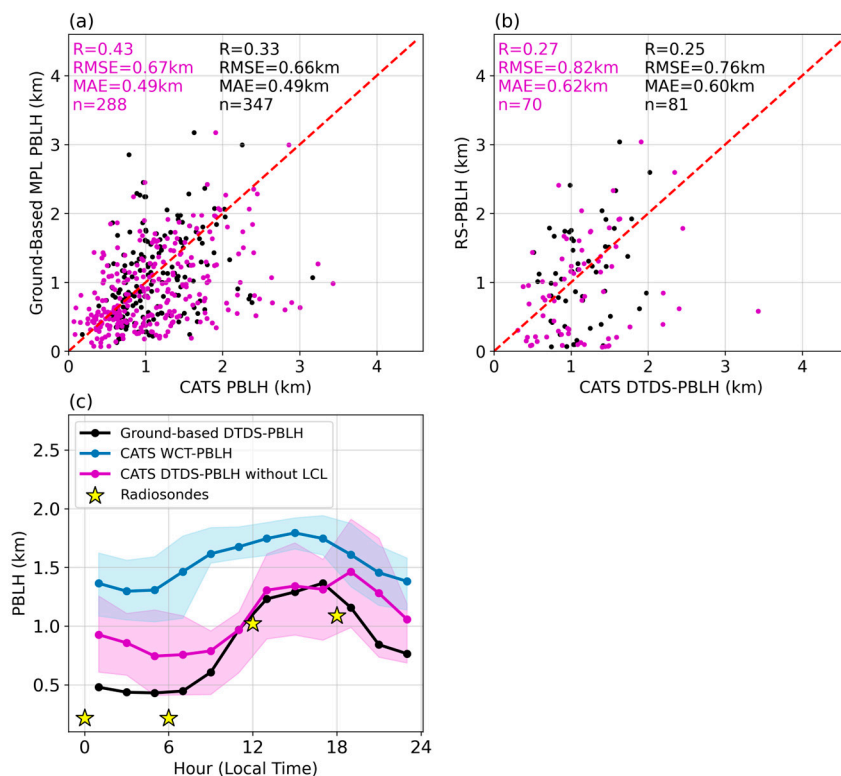 (a)
R=0.43
RMSE=0.67km
MAE=0.49km
n=288
R=0.33
RMSE=0.66km
MAE=0.49km
n=347
Ground-Based MPL PBLH (km)
4
3
2
1
0
0 1 2 3 4
CATS PBLH (km)
(b)
R=0.27
RMSE=0.82km
MAE=0.62km
n=70
R=0.25
RMSE=0.76km
MAE=0.60km
n=81
RS-PBLH (km)
4
3
2
1
0
0 1 2 3 4
CATS DTDS-PBLH (km)
(c)
Ground-based DTDS-PBLH
CATS WCT-PBLH
CATS DTDS-PBLH without LCL
Radiosondes
PBLH (km)
2.5
2.0
1.5
1.0
0.5
0 6 12 18 24
Hour (Local Time)